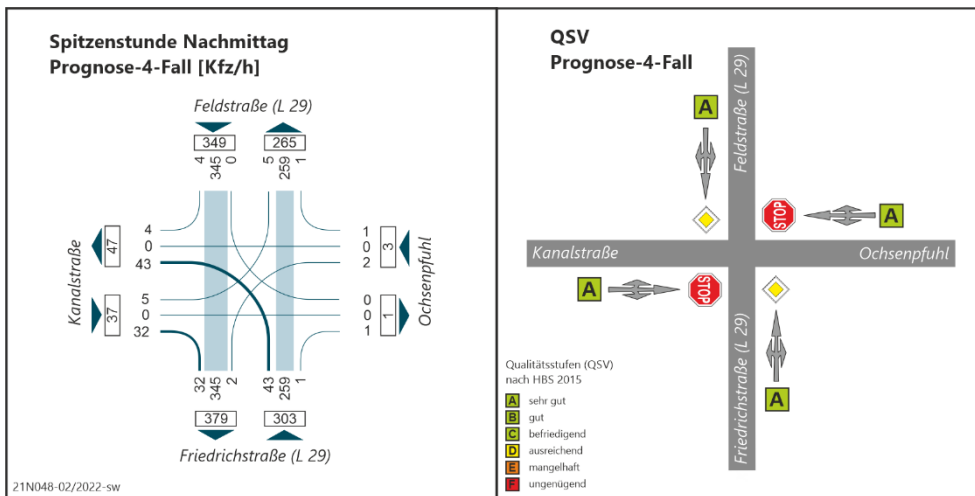 Spitzenstunde Nachmittag
Prognose-4-Fall [Kfz/h]
Feldstraße (L 29)
349 265
4 345 0 5 259 1
Kanalstraße
47
4
0
43
37
5
0
32
1
0
2
3
Ochsenpfuhl
0
0
1
1
32 345 2 43 259 1
379 303
Friedrichstraße (L 29)
21N048-02/2022-sw
QSV
Prognose-4-Fall
Feldstraße (L 29)
A
STOP
A
Kanalstraße
Ochsenpfuhl
A
STOP
Friedrichstraße (L 29)
A
Qualitätsstufen (QSV)
nach HBS 2015
A sehr gut
B gut
C befriedigend
D ausreichend
E mangelhaft
F ungenügend